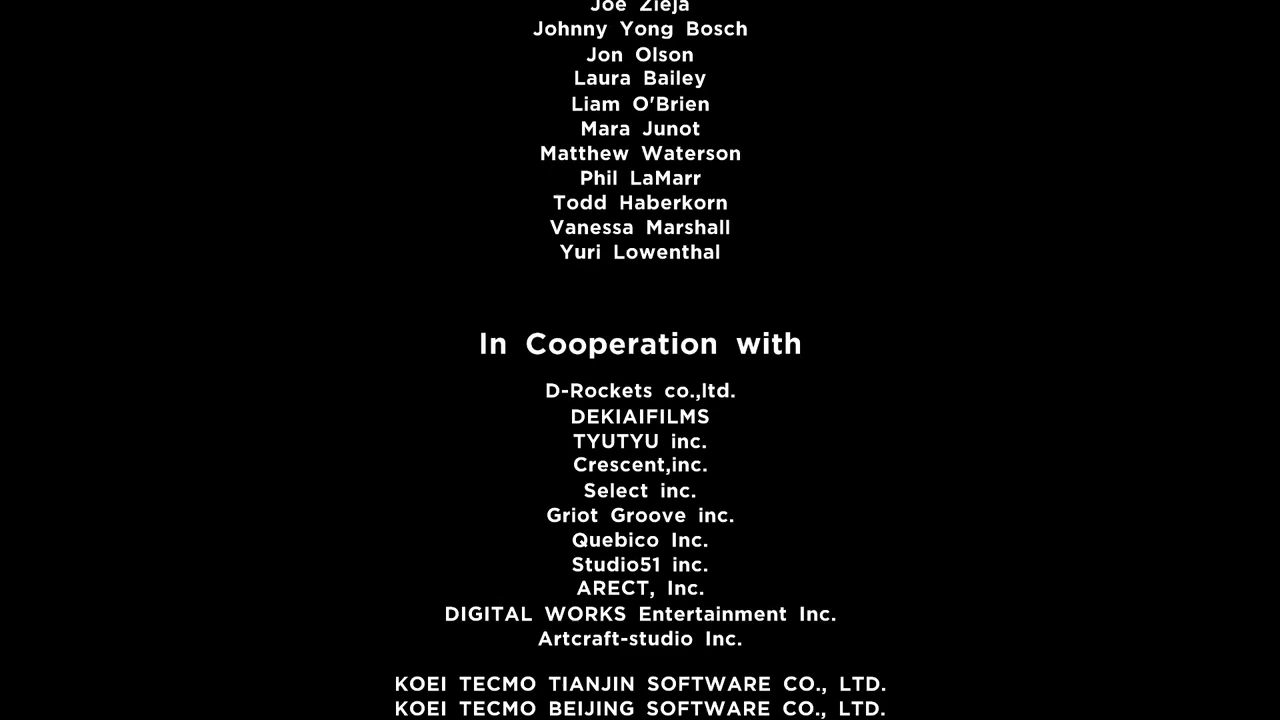 Joe Zieja
Johnny Yong Bosch
Jon Olson
Laura Bailey
Liam O'Brien
Mara Junot
Matthew Waterson
Phil LaMarr
Todd Haberkorn
Vanessa Marshall
Yuri Lowenthal
In Cooperation with
D-Rockets co.,ltd.
DEKIAIFILMS
TYUTYU inc.
Crescent,inc.
Select inc.
Griot Groove inc.
Quebico Inc.
Studio51 inc.
ARECT, Inc.
DIGITAL WORKS Entertainment Inc.
Artcraft-studio Inc.
KOEI TECMO TIANJIN SOFTWARE CO., LTD.
KOEI TECMO BEIJING SOFTWARE CO., LTD.